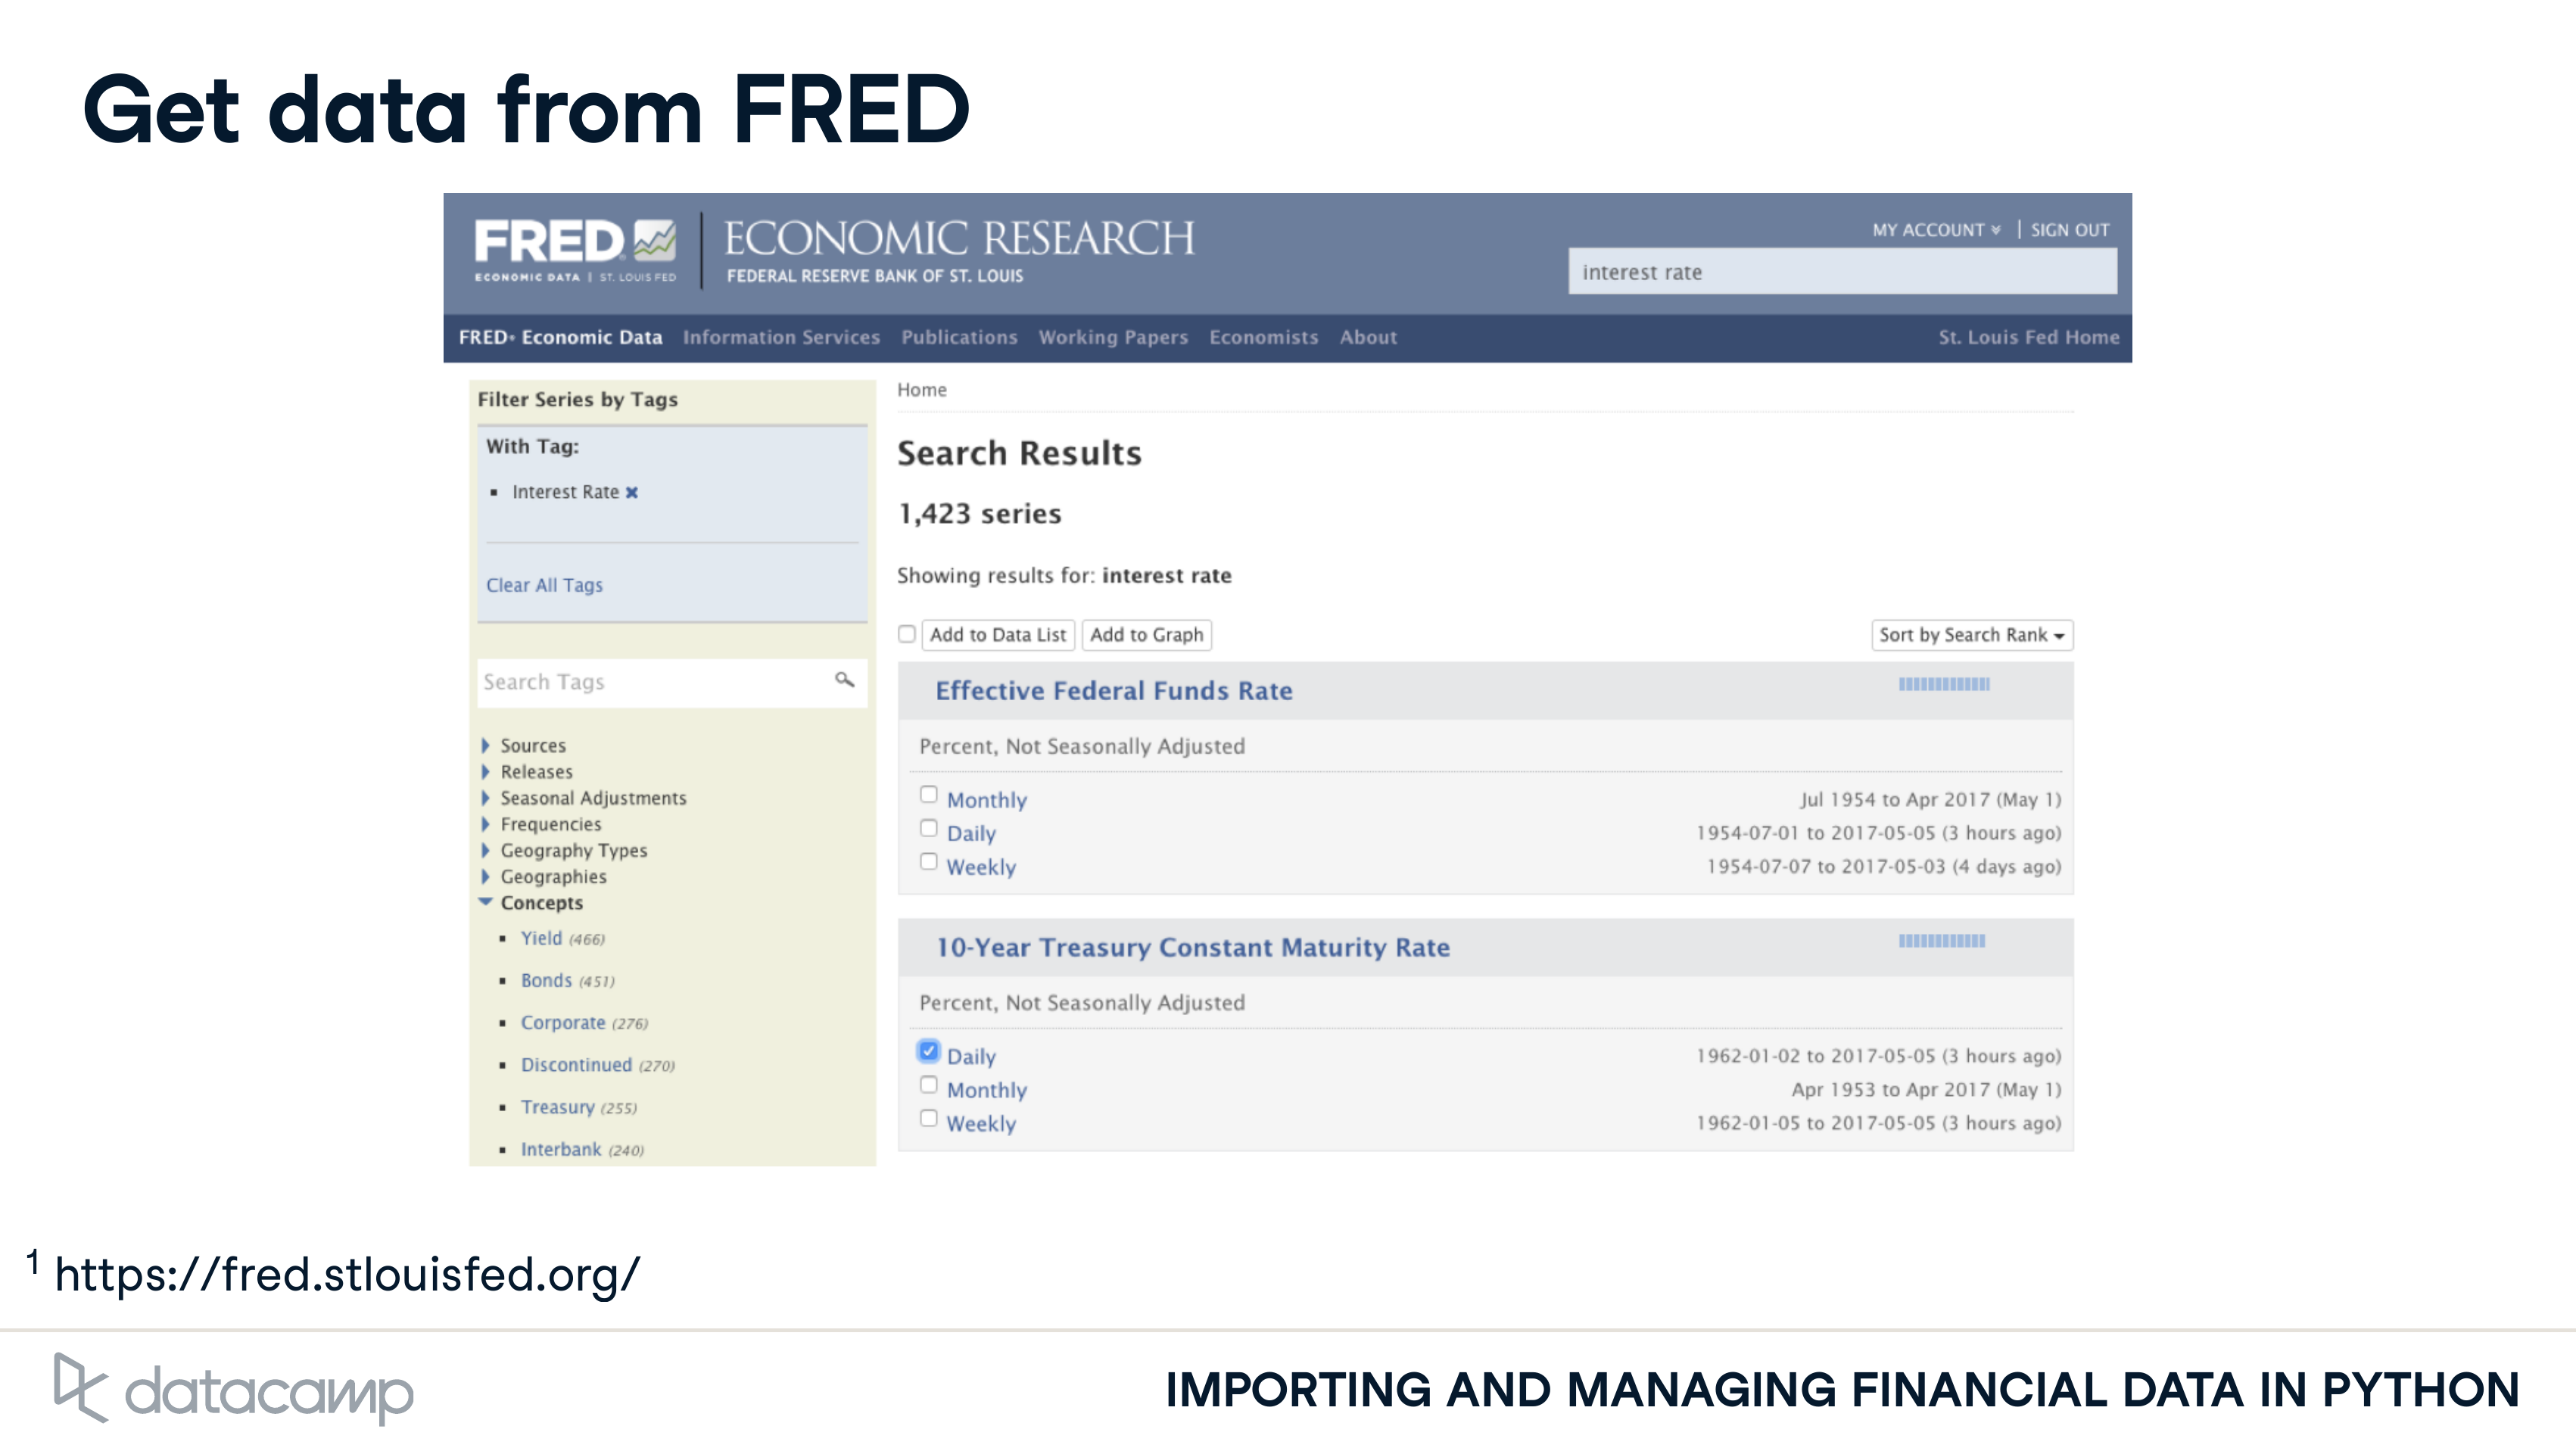 Get data from FRED
FRED
ECONOMIC DATA | ST. LOUIS FED
ECONOMIC RESEARCH
FEDERAL RESERVE BANK OF ST. LOUIS
MY ACCOUNT | SIGN OUT
interest rate
FRED® Economic Data Information Services Publications Working Papers Economists About St. Louis Fed Home
Filter Series by Tags
With Tag:
▪ Interest Rate ✖
Clear All Tags
Search Tags
Sources
Releases
Seasonal Adjustments
Frequencies
Geography Types
Geographies
Concepts
▪ Yield (466)
▪ Bonds (451)
▪ Corporate (276)
▪ Discontinued (270)
▪ Treasury (255)
▪ Interbank (240)
Home
Search Results
1,423 series
Showing results for: interest rate
Add to Data List Add to Graph Sort by Search Rank
Effective Federal Funds Rate
Percent, Not Seasonally Adjusted
Monthly Jul 1954 to Apr 2017 (May 1)
Daily 1954-07-01 to 2017-05-05 (3 hours ago)
Weekly 1954-07-07 to 2017-05-03 (4 days ago)
10-Year Treasury Constant Maturity Rate
Percent, Not Seasonally Adjusted
Daily 1962-01-02 to 2017-05-05 (3 hours ago)
Monthly Apr 1953 to Apr 2017 (May 1)
Weekly 1962-01-05 to 2017-05-05 (3 hours ago)
1 https://fred.stlouisfed.org/
datacamp
IMPORTING AND MANAGING FINANCIAL DATA IN PYTHON